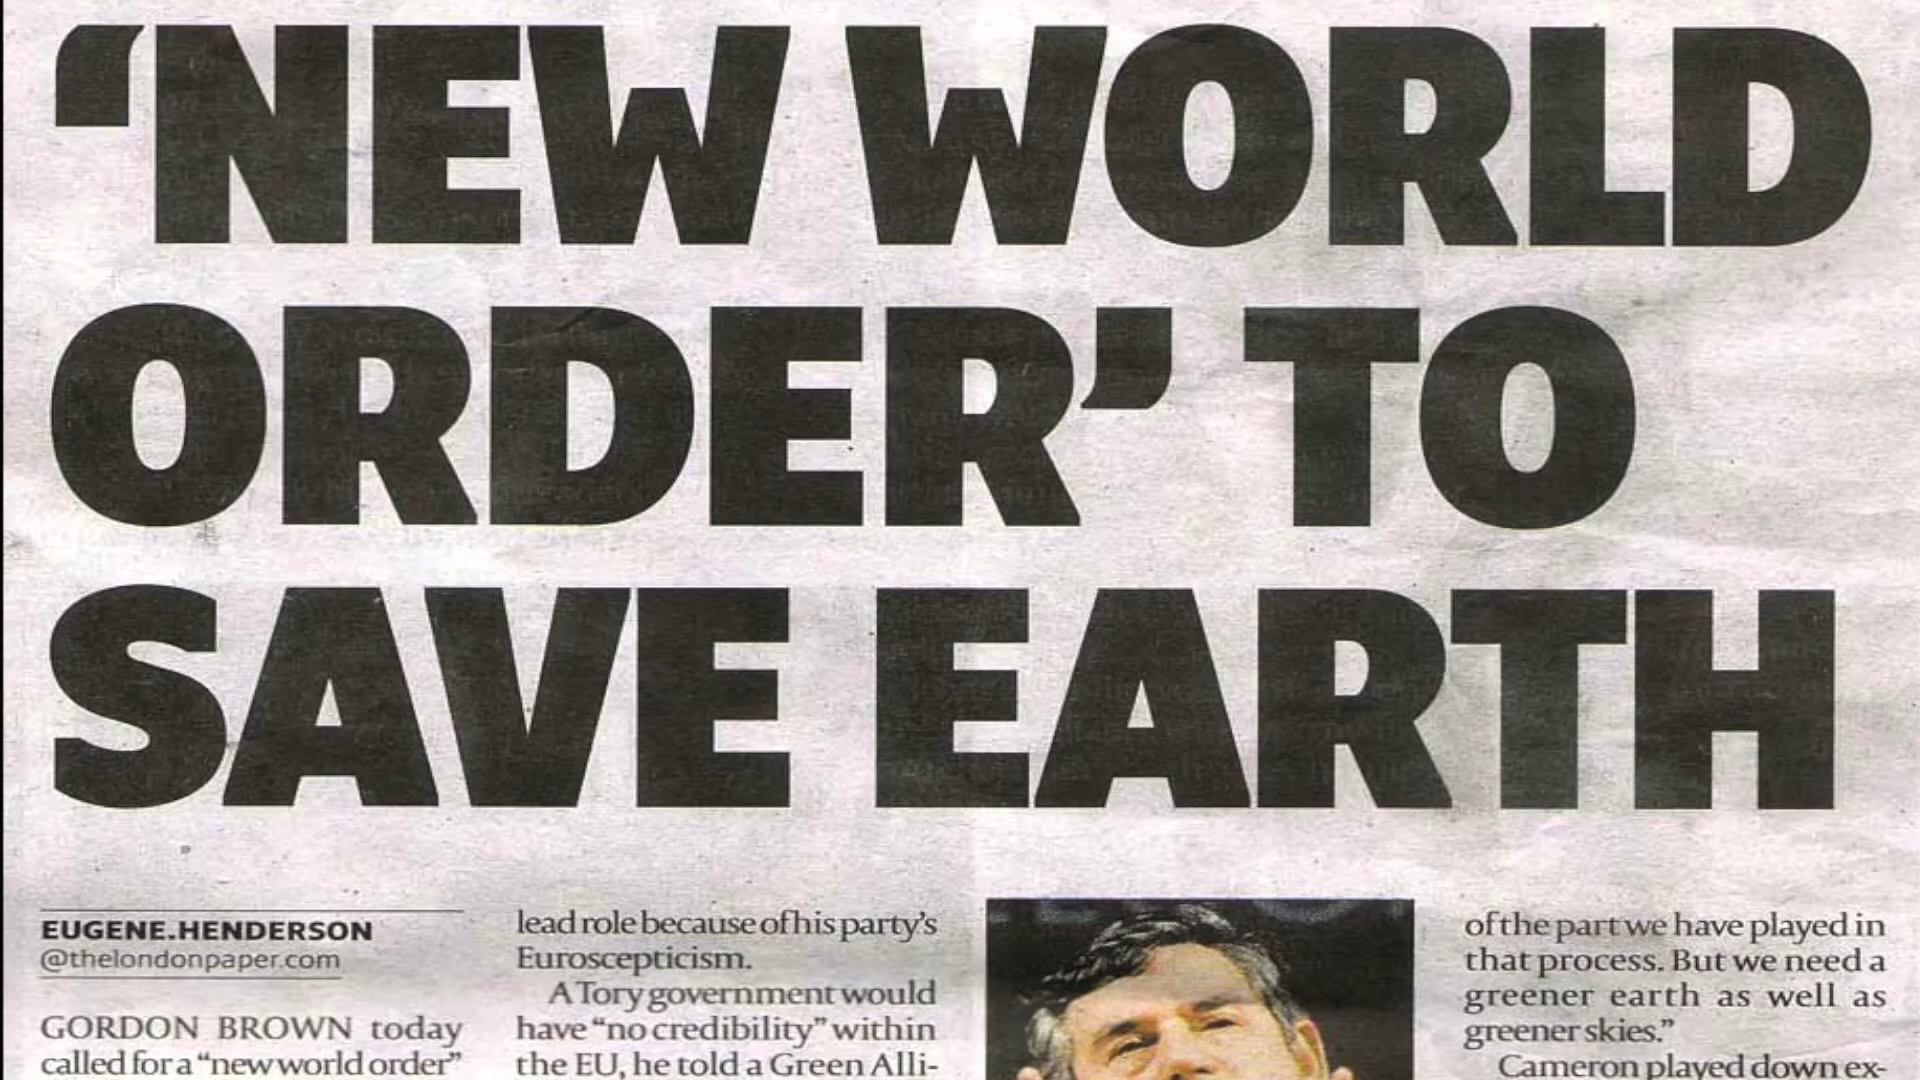 ‘NEW WORLD
ORDER’ TO
SAVE EARTH
EUGENE.HENDERSON
@thelondonpaper.com
GORDON BROWN today
called for a “new world order”
lead role because of his party’s
Euroscepticism.
A Tory government would
have “no credibility” within
the EU, he told a Green Alli-
of the part we have played in
that process. But we need a
greener earth as well as
greener skies.”
Cameron played down ex-